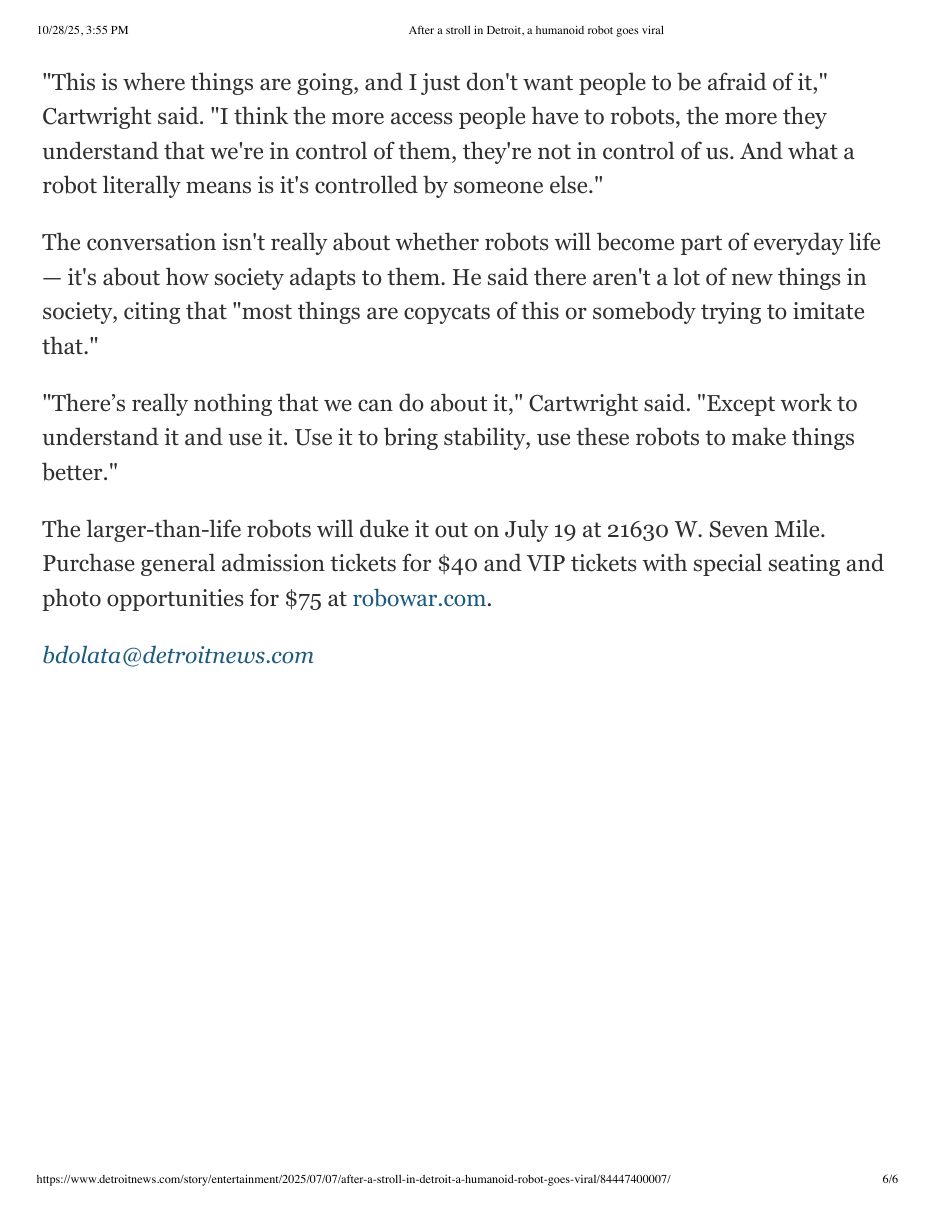 10/28/25, 3:55 PM After a stroll in Detroit, a humanoid robot goes viral
"This is where things are going, and I just don't want people to be afraid of it,"
Cartwright said. "I think the more access people have to robots, the more they
understand that we're in control of them, they're not in control of us. And what a
robot literally means is it's controlled by someone else."
The conversation isn't really about whether robots will become part of everyday life
— it's about how society adapts to them. He said there aren't a lot of new things in
society, citing that "most things are copycats of this or somebody trying to imitate
that."
"There’s really nothing that we can do about it," Cartwright said. "Except work to
understand it and use it. Use it to bring stability, use these robots to make things
better."
The larger-than-life robots will duke it out on July 19 at 21630 W. Seven Mile.
Purchase general admission tickets for $40 and VIP tickets with special seating and
photo opportunities for $75 at robowar.com.
bdolata@detroitnews.com
https://www.detroitnews.com/story/entertainment/2025/07/07/after-a-stroll-in-detroit-a-humanoid-robot-goes-viral/84447400007/ 6/6